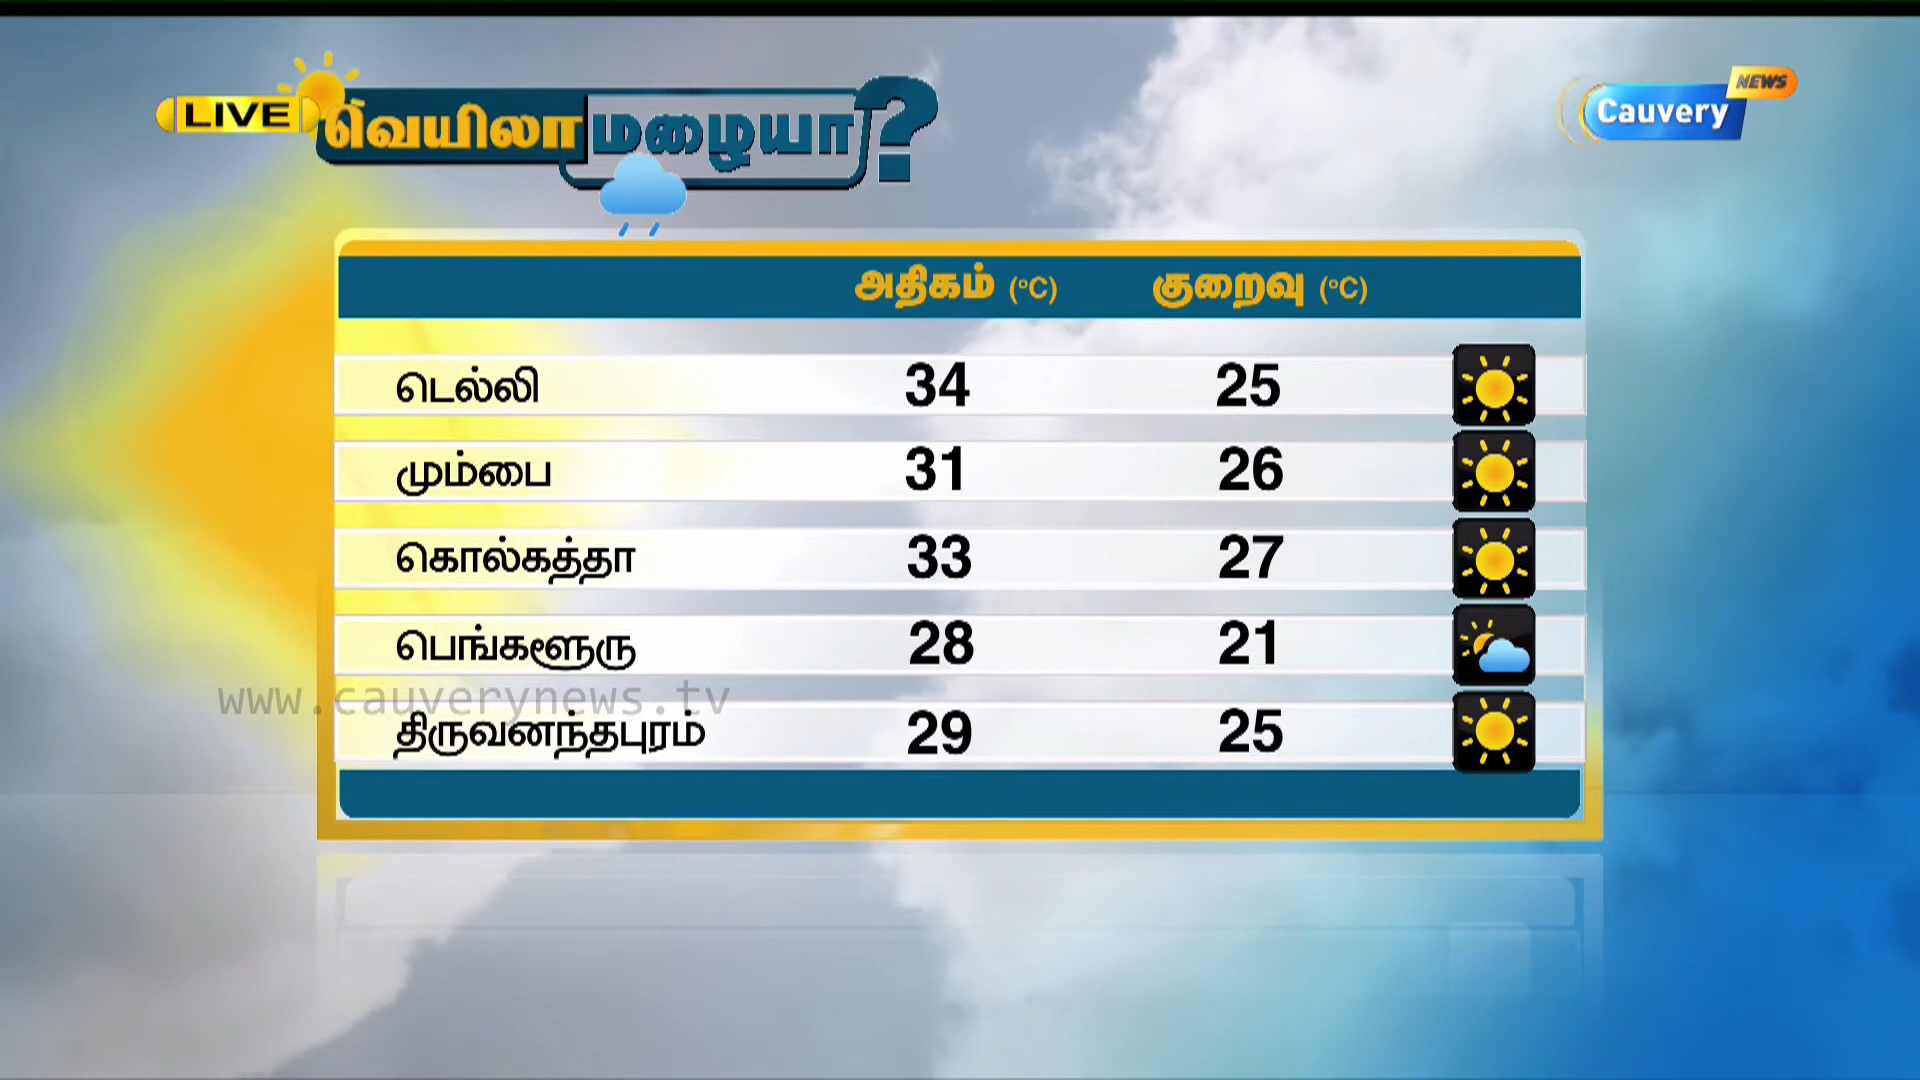 LIVE
வெயிலா மழையா?
Cauvery NEWS
அதிகம் (°C) குறைவு (°C)
டெல்லி 34 25
மும்பை 31 26
கொல்கத்தா 33 27
பெங்களூரு 28 21
www.cauverynews.tv
திருவனந்தபுரம் 29 25